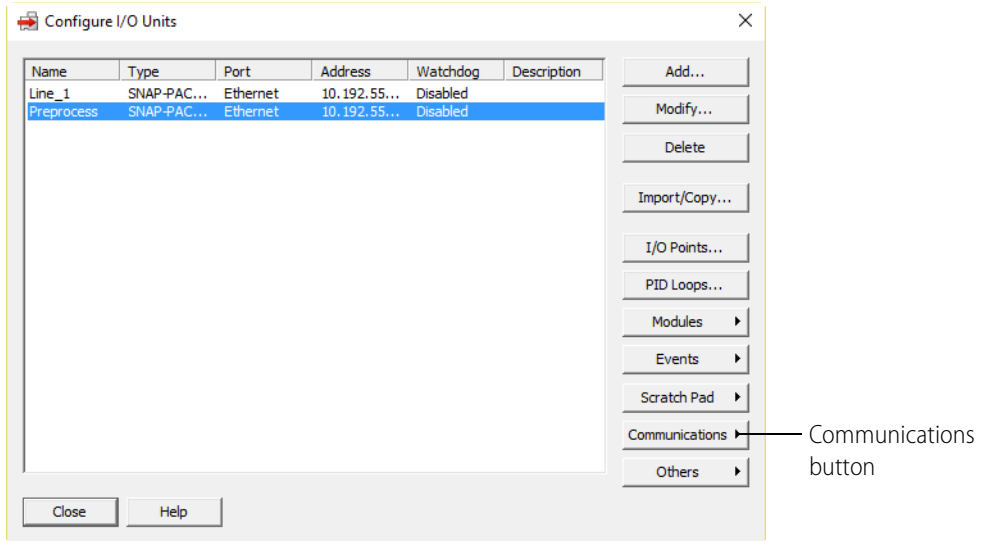 Configure I/O Units
Name Type Port Address Watchdog Description
Line_1 SNAP-PAC... Ethernet 10.192.55... Disabled
Preprocess SNAP-PAC... Ethernet 10.192.55... Disabled
Add...
Modify...
Delete
Import/Copy...
I/O Points...
PID Loops...
Modules
Events
Scratch Pad
Communications
Others
Communications
button
Close
Help